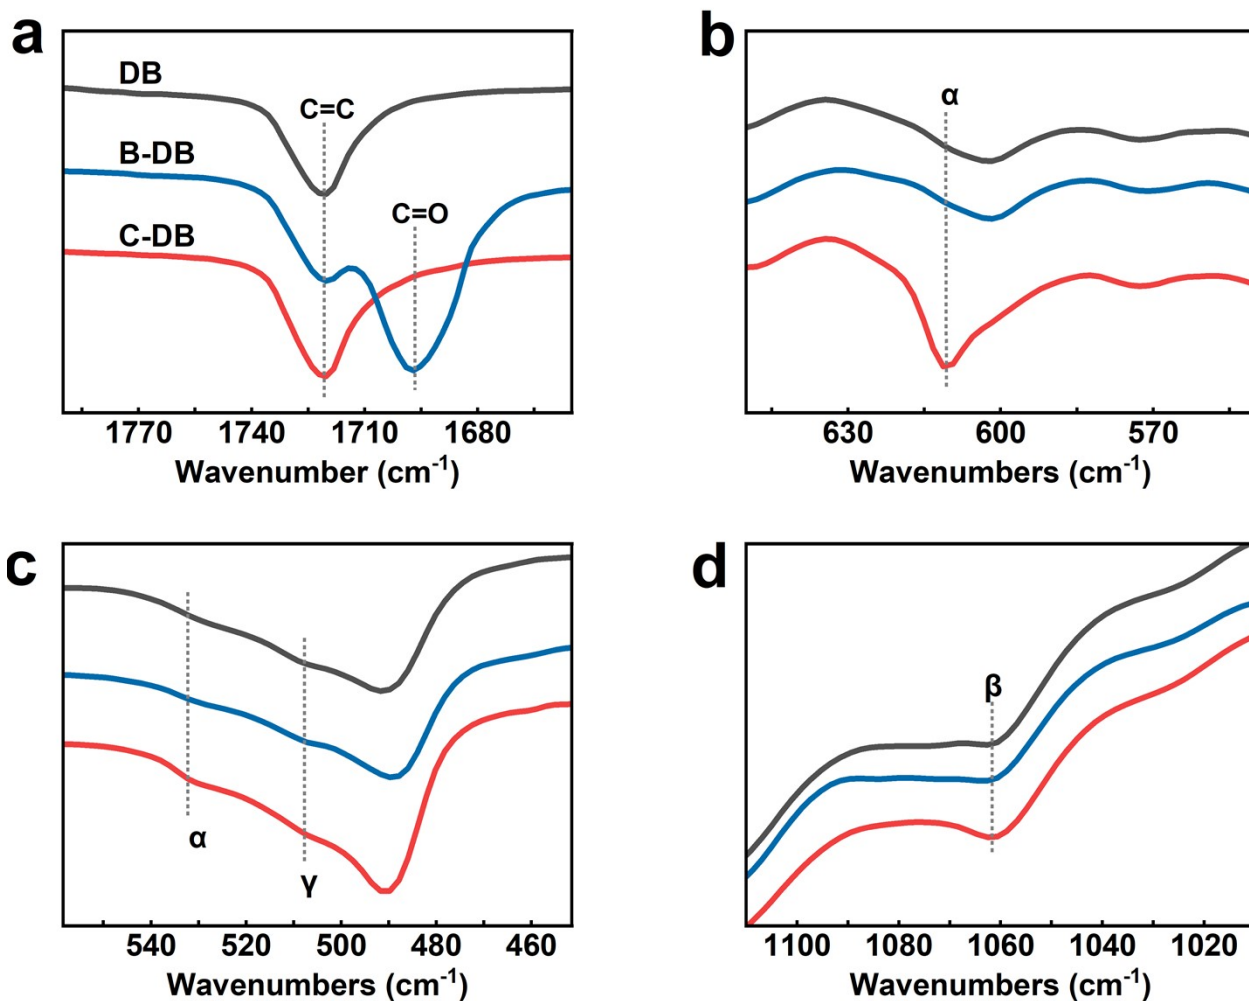 a
DB
C=C
B-DB
C=O
C-DB
1770 1740 1710 1680
Wavenumber (cm⁻¹)
b
α
630 600 570
Wavenumbers (cm⁻¹)
c
α
γ
540 520 500 480 460
Wavenumbers (cm⁻¹)
d
β
1100 1080 1060 1040 1020
Wavenumbers (cm⁻¹)